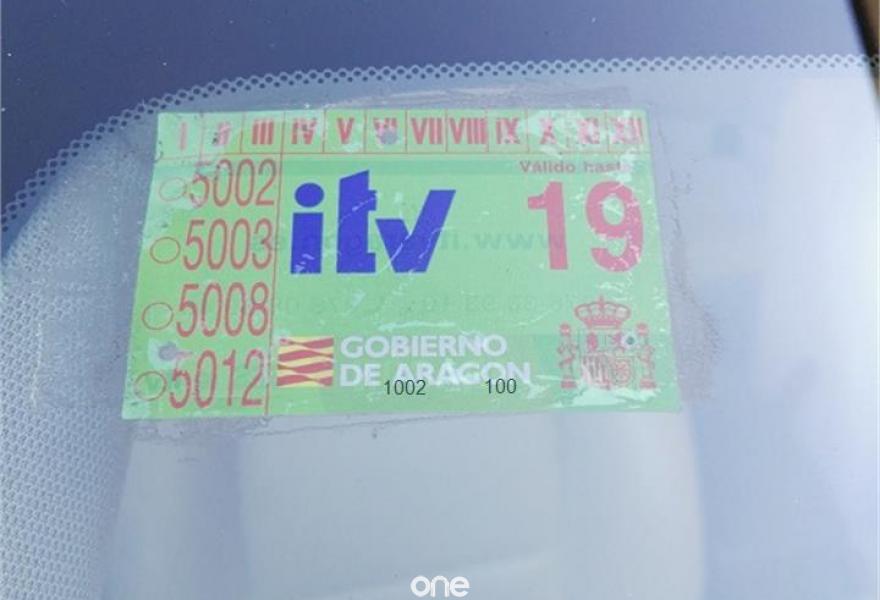 I II III IV V VI VII VIII IX X XI XII
Válido hasta
5002
5003
5008
5012
itv
19
GOBIERNO
DE ARAGON
1002 100
one